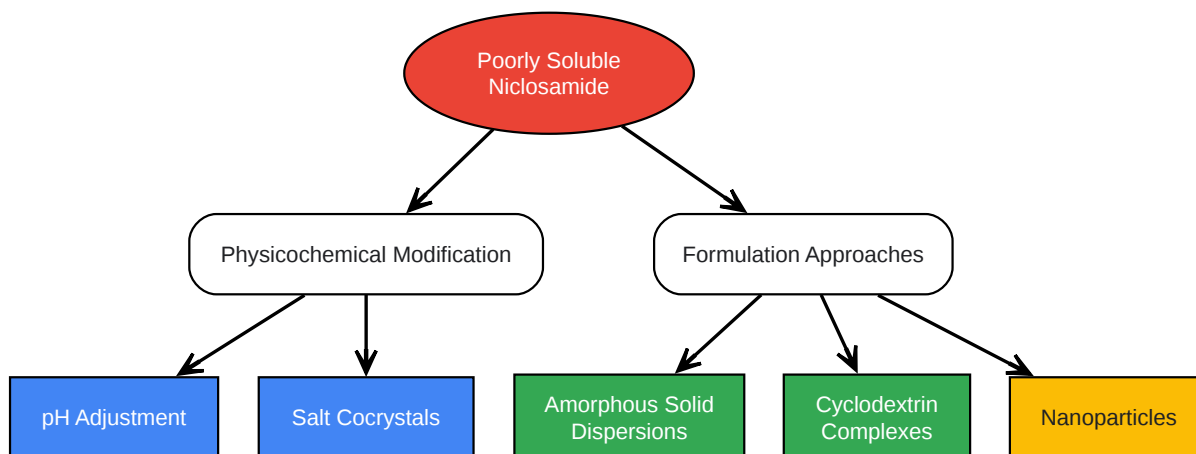 Poorly Soluble
Niclosamide
Physicochemical Modification
Formulation Approaches
pH Adjustment
Salt Cocrystals
Amorphous Solid
Dispersions
Cyclodextrin
Complexes
Nanoparticles